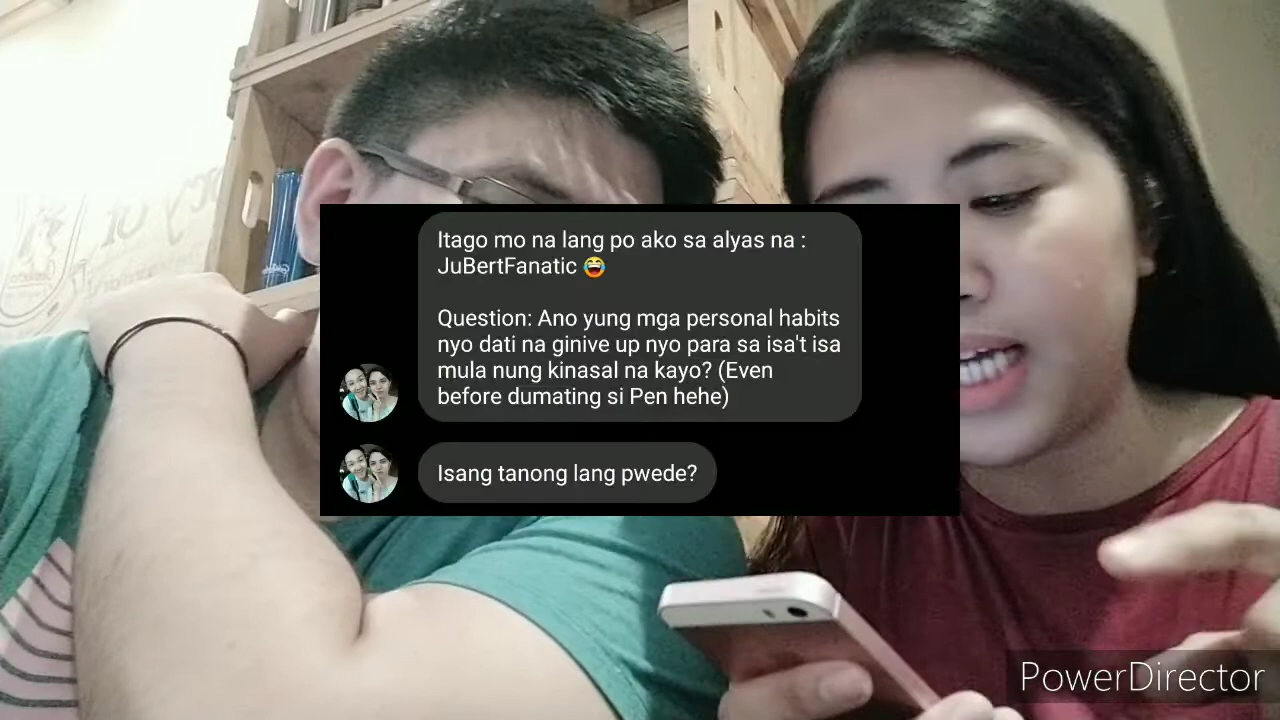 Itago mo na lang po ako sa alyas na :
JuBertFanatic 😂
Question: Ano yung mga personal habits
nyo dati na ginive up nyo para sa isa't isa
mula nung kinasal na kayo? (Even
before dumating si Pen hehe)
Isang tanong lang pwede?
PowerDirector